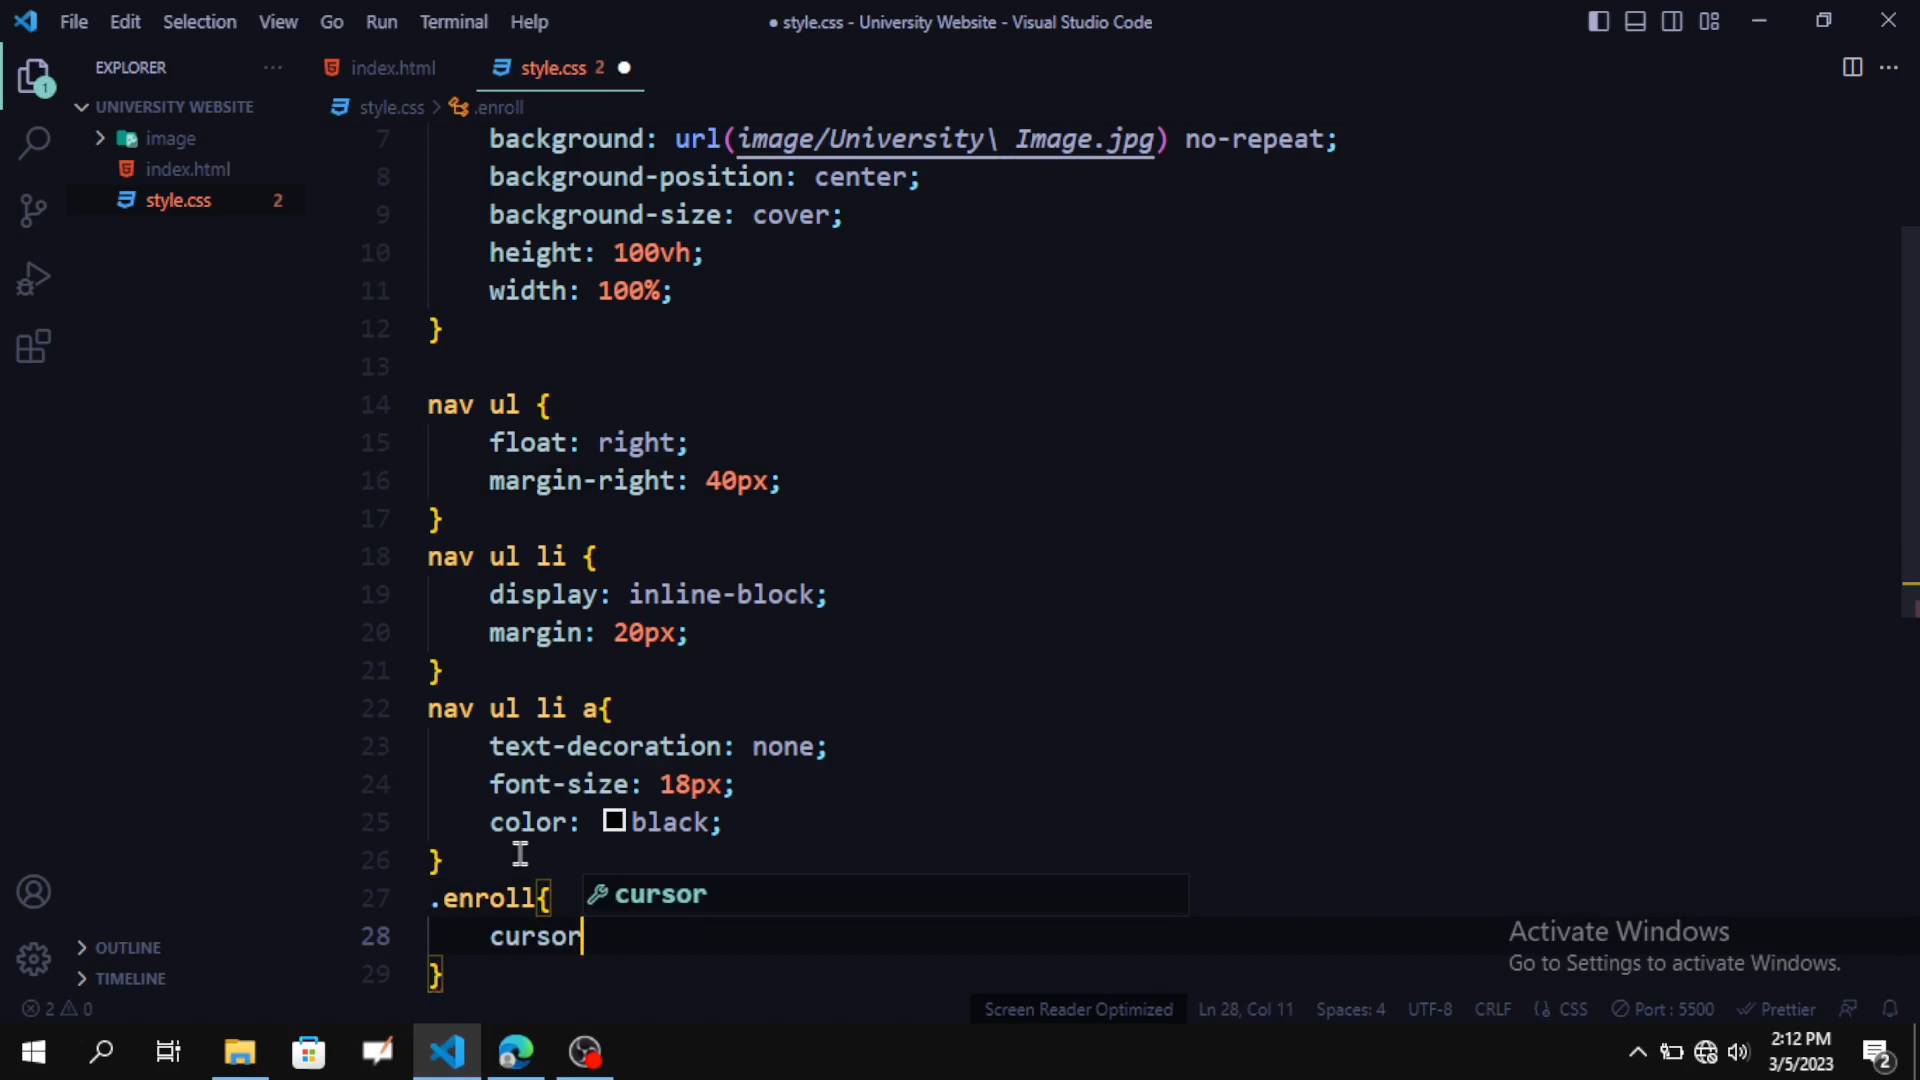 File Edit Selection View Go Run Terminal Help
● style.css - University Website - Visual Studio Code
EXPLORER
UNIVERSITY WEBSITE
image
index.html
style.css 2
OUTLINE
TIMELINE
1
index.html
style.css 2
style.css > .enroll
7 background: url(image/University\ Image.jpg) no-repeat;
8 background-position: center;
9 background-size: cover;
10 height: 100vh;
11 width: 100%;
12 }
13
14 nav ul {
15 float: right;
16 margin-right: 40px;
17 }
18 nav ul li {
19 display: inline-block;
20 margin: 20px;
21 }
22 nav ul li a{
23 text-decoration: none;
24 font-size: 18px;
25 color: black;
26 }
27 .enroll{
cursor
28 cursor
29 }
Activate Windows
Go to Settings to activate Windows.
2 0
Screen Reader Optimized Ln 28, Col 11 Spaces: 4 UTF-8 CRLF {} CSS Port : 5500 Prettier
2:12 PM
3/5/2023
2